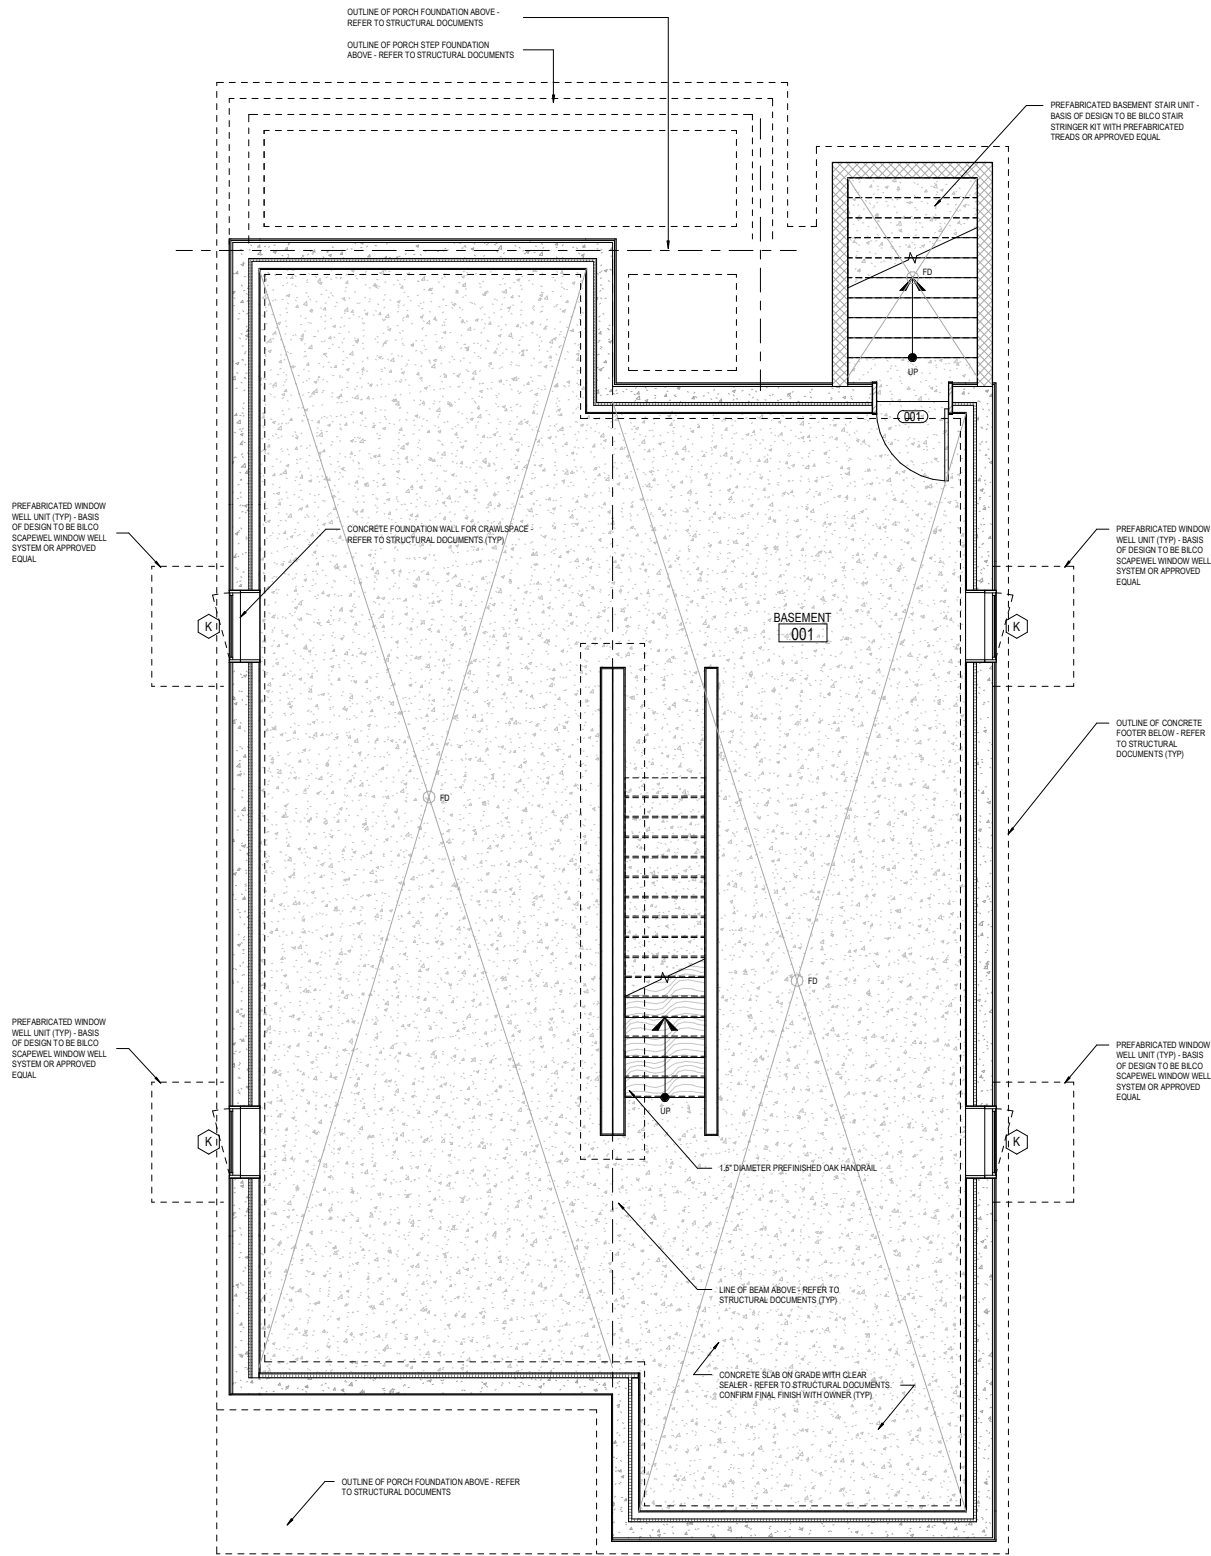 OUTLINE OF PORCH FOUNDATION ABOVE -
REFER TO STRUCTURAL DOCUMENTS
OUTLINE OF PORCH STEP FOUNDATION
ABOVE - REFER TO STRUCTURAL DOCUMENTS
PREFABRICATED BASEMENT STAIR UNIT -
BASIS OF DESIGN TO BE BILCO STAIR
STRINGER KIT WITH PREFABRICATED
TREADS OR APPROVED EQUAL
FD
UP
001
PREFABRICATED WINDOW
WELL UNIT (TYP) - BASIS
OF DESIGN TO BE BILCO
SCAPEWEL WINDOW WELL
SYSTEM OR APPROVED
EQUAL
CONCRETE FOUNDATION WALL FOR CRAWLSPACE -
REFER TO STRUCTURAL DOCUMENTS (TYP)
PREFABRICATED WINDOW
WELL UNIT (TYP) - BASIS
OF DESIGN TO BE BILCO
SCAPEWEL WINDOW WELL
SYSTEM OR APPROVED
EQUAL
K
BASEMENT
001
K
OUTLINE OF CONCRETE
FOOTER BELOW - REFER
TO STRUCTURAL
DOCUMENTS (TYP)
FD
FD
PREFABRICATED WINDOW
WELL UNIT (TYP) - BASIS
OF DESIGN TO BE BILCO
SCAPEWEL WINDOW WELL
SYSTEM OR APPROVED
EQUAL
PREFABRICATED WINDOW
WELL UNIT (TYP) - BASIS
OF DESIGN TO BE BILCO
SCAPEWEL WINDOW WELL
SYSTEM OR APPROVED
EQUAL
UP
K
K
1.5" DIAMETER PREFINISHED OAK HANDRAIL
LINE OF BEAM ABOVE - REFER TO
STRUCTURAL DOCUMENTS (TYP)
CONCRETE SLAB ON GRADE WITH CLEAR
SEALER - REFER TO STRUCTURAL DOCUMENTS.
CONFIRM FINAL FINISH WITH OWNER (TYP)
OUTLINE OF PORCH FOUNDATION ABOVE - REFER
TO STRUCTURAL DOCUMENTS